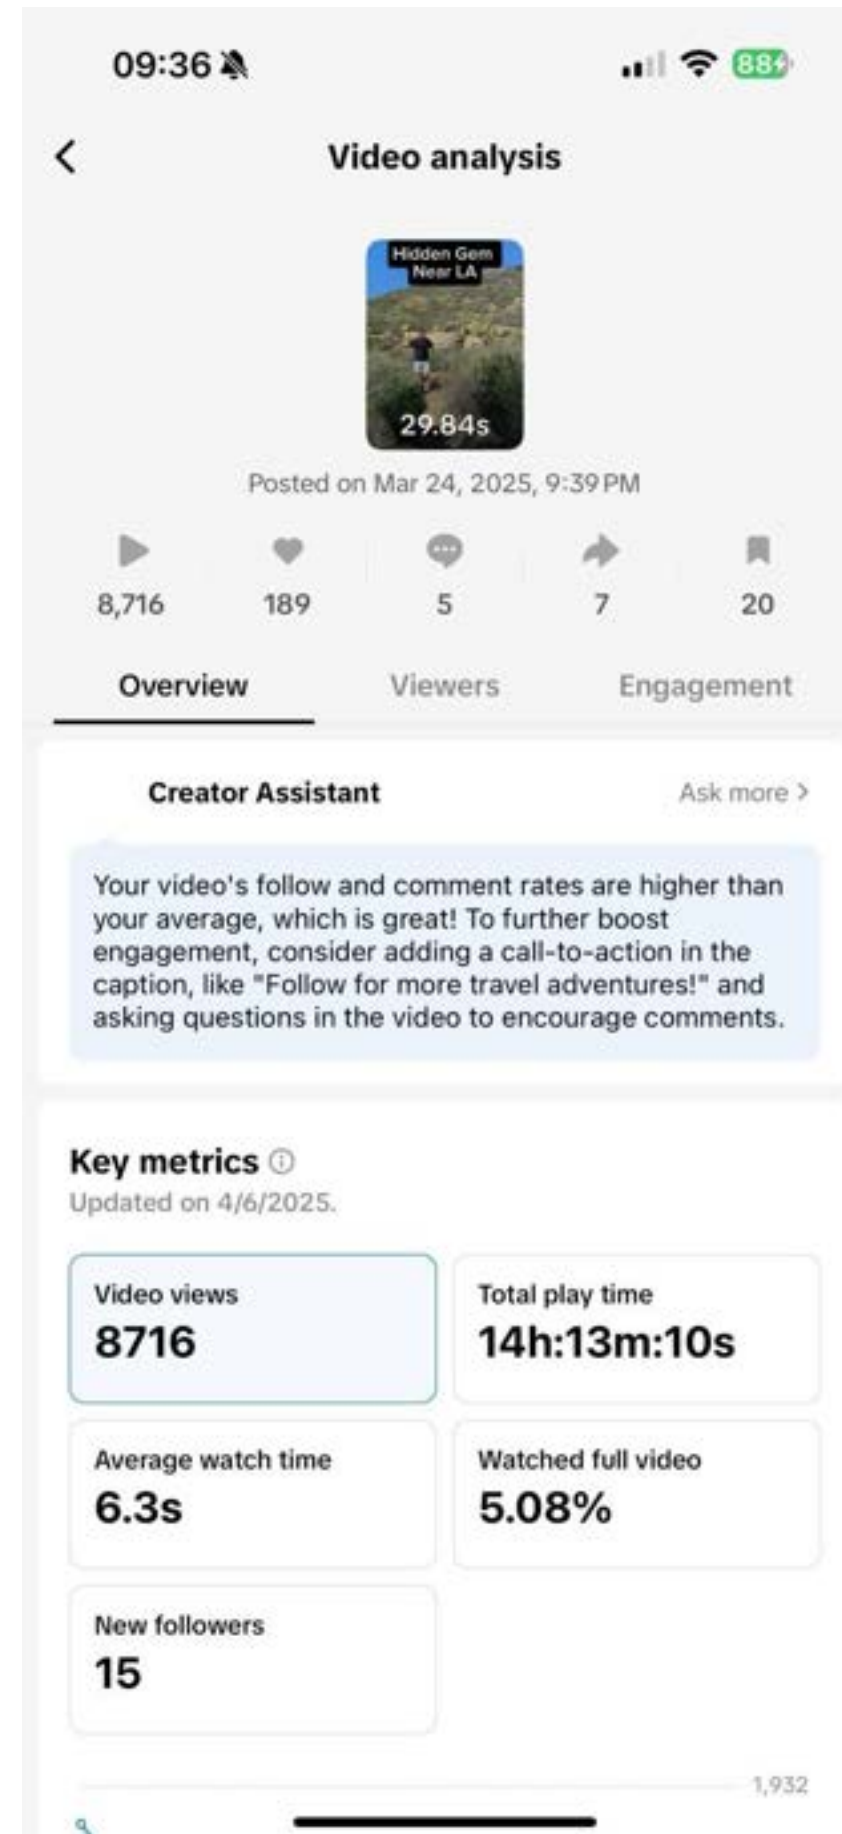 09:36
88
Video analysis
Hidden Gem
Near LA
29.84s
Posted on Mar 24, 2025, 9:39 PM
8,716 189 5 7 20
Overview Viewers Engagement
Creator Assistant Ask more >
Your video's follow and comment rates are higher than
your average, which is great! To further boost
engagement, consider adding a call-to-action in the
caption, like "Follow for more travel adventures!" and
asking questions in the video to encourage comments.
Key metrics
Updated on 4/6/2025.
Video views Total play time
8716 14h:13m:10s
Average watch time Watched full video
6.3s 5.08%
New followers
15
1,932